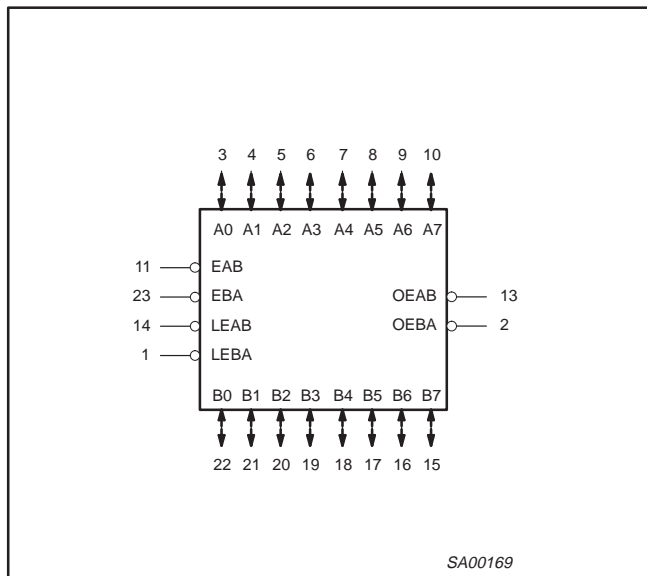 3 4 5 6 7 8 9 10
A0 A1 A2 A3 A4 A5 A6 A7
11 EAB
23 EBA OEAB 13
14 LEAB OEBA 2
1 LEBA
B0 B1 B2 B3 B4 B5 B6 B7
22 21 20 19 18 17 16 15
SA00169